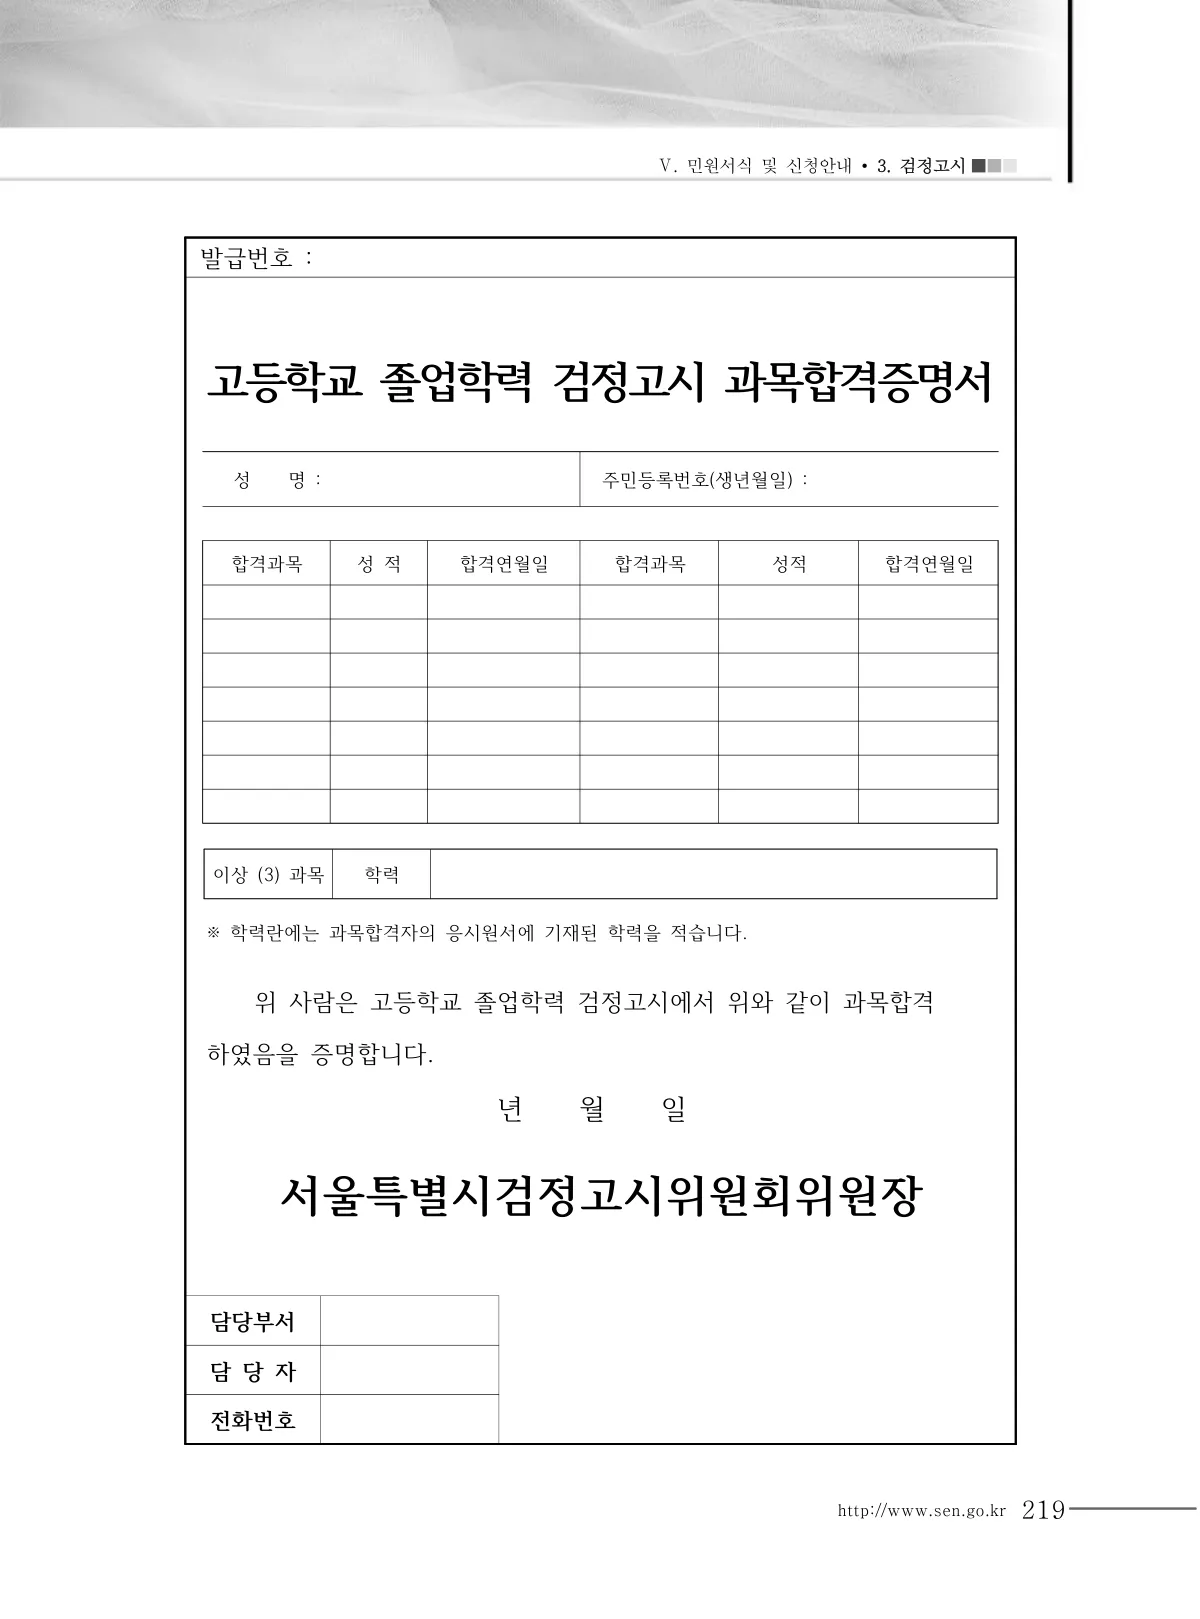 Ⅴ. 민원서식 및 신청안내 • 3. 검정고시
발급번호 :
고등학교 졸업학력 검정고시 과목합격증명서
성 명 : 주민등록번호(생년월일) :
합격과목 성 적 합격연월일 합격과목 성적 합격연월일
이상 (3) 과목 학력
※ 학력란에는 과목합격자의 응시원서에 기재된 학력을 적습니다.
위 사람은 고등학교 졸업학력 검정고시에서 위와 같이 과목합격
하였음을 증명합니다.
년 월 일
서울특별시검정고시위원회위원장
담당부서
담 당 자
전화번호
http://www.sen.go.kr 219